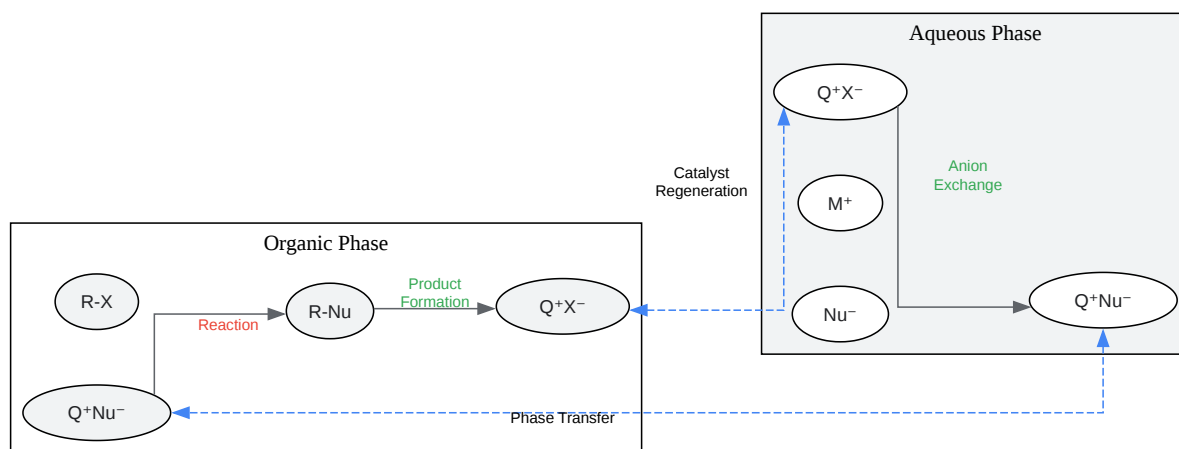 Aqueous Phase
Q⁺X⁻
Catalyst
Regeneration
Anion
Exchange
M⁺
Nu⁻
Q⁺Nu⁻
Organic Phase
R-X
Reaction
R-Nu
Product
Formation
Q⁺X⁻
Q⁺Nu⁻
Phase Transfer